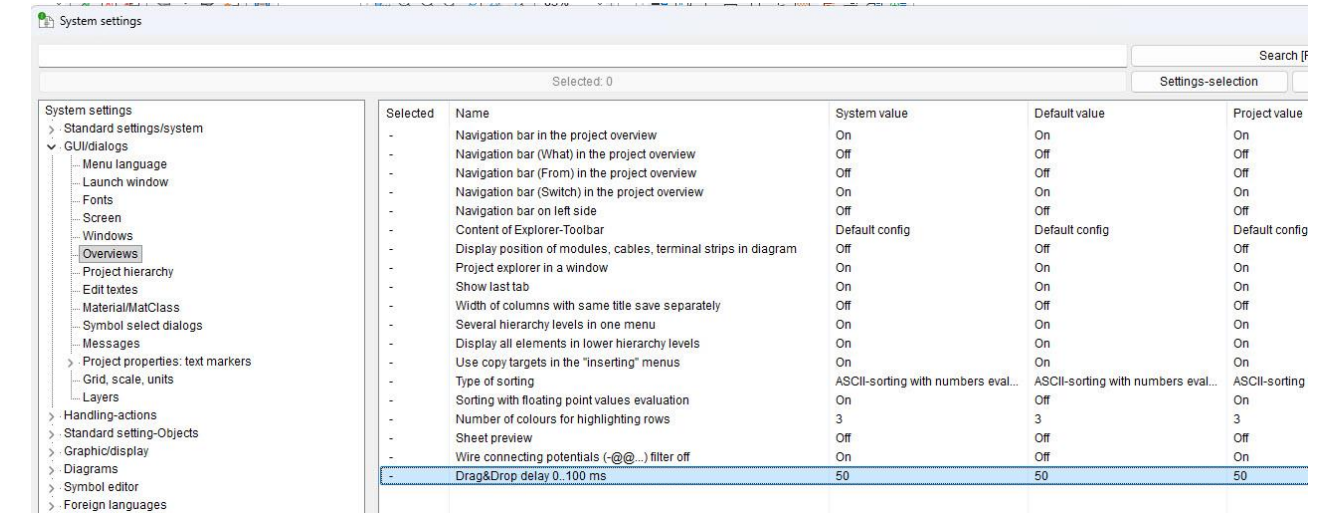 System settings
Search [F
Selected: 0
Settings-selection
System settings
Standard settings/system
GUI/dialogs
Menu language
Launch window
Fonts
Screen
Windows
Overviews
Project hierarchy
Edit textes
Material/MatClass
Symbol select dialogs
Messages
Project properties: text markers
Grid, scale, units
Layers
Handling-actions
Standard setting-Objects
Graphic/display
Diagrams
Symbol editor
Foreign languages
Selected Name System value Default value Project value
- Navigation bar in the project overview On On On
- Navigation bar (What) in the project overview Off Off Off
- Navigation bar (From) in the project overview Off Off Off
- Navigation bar (Switch) in the project overview On On On
- Navigation bar on left side Off Off Off
- Content of Explorer-Toolbar Default config Default config Default config
- Display position of modules, cables, terminal strips in diagram Off Off Off
- Project explorer in a window On On On
- Show last tab On On On
- Width of columns with same title save separately Off Off Off
- Several hierarchy levels in one menu On On On
- Display all elements in lower hierarchy levels On On On
- Use copy targets in the "inserting" menus On On On
- Type of sorting ASCII-sorting with numbers eval... ASCII-sorting with numbers eval... ASCII-sorting
- Sorting with floating point values evaluation On Off On
- Number of colours for highlighting rows 3 3 3
- Sheet preview Off Off Off
- Wire connecting potentials (-@@...) filter off On Off On
- Drag&Drop delay 0..100 ms 50 50 50